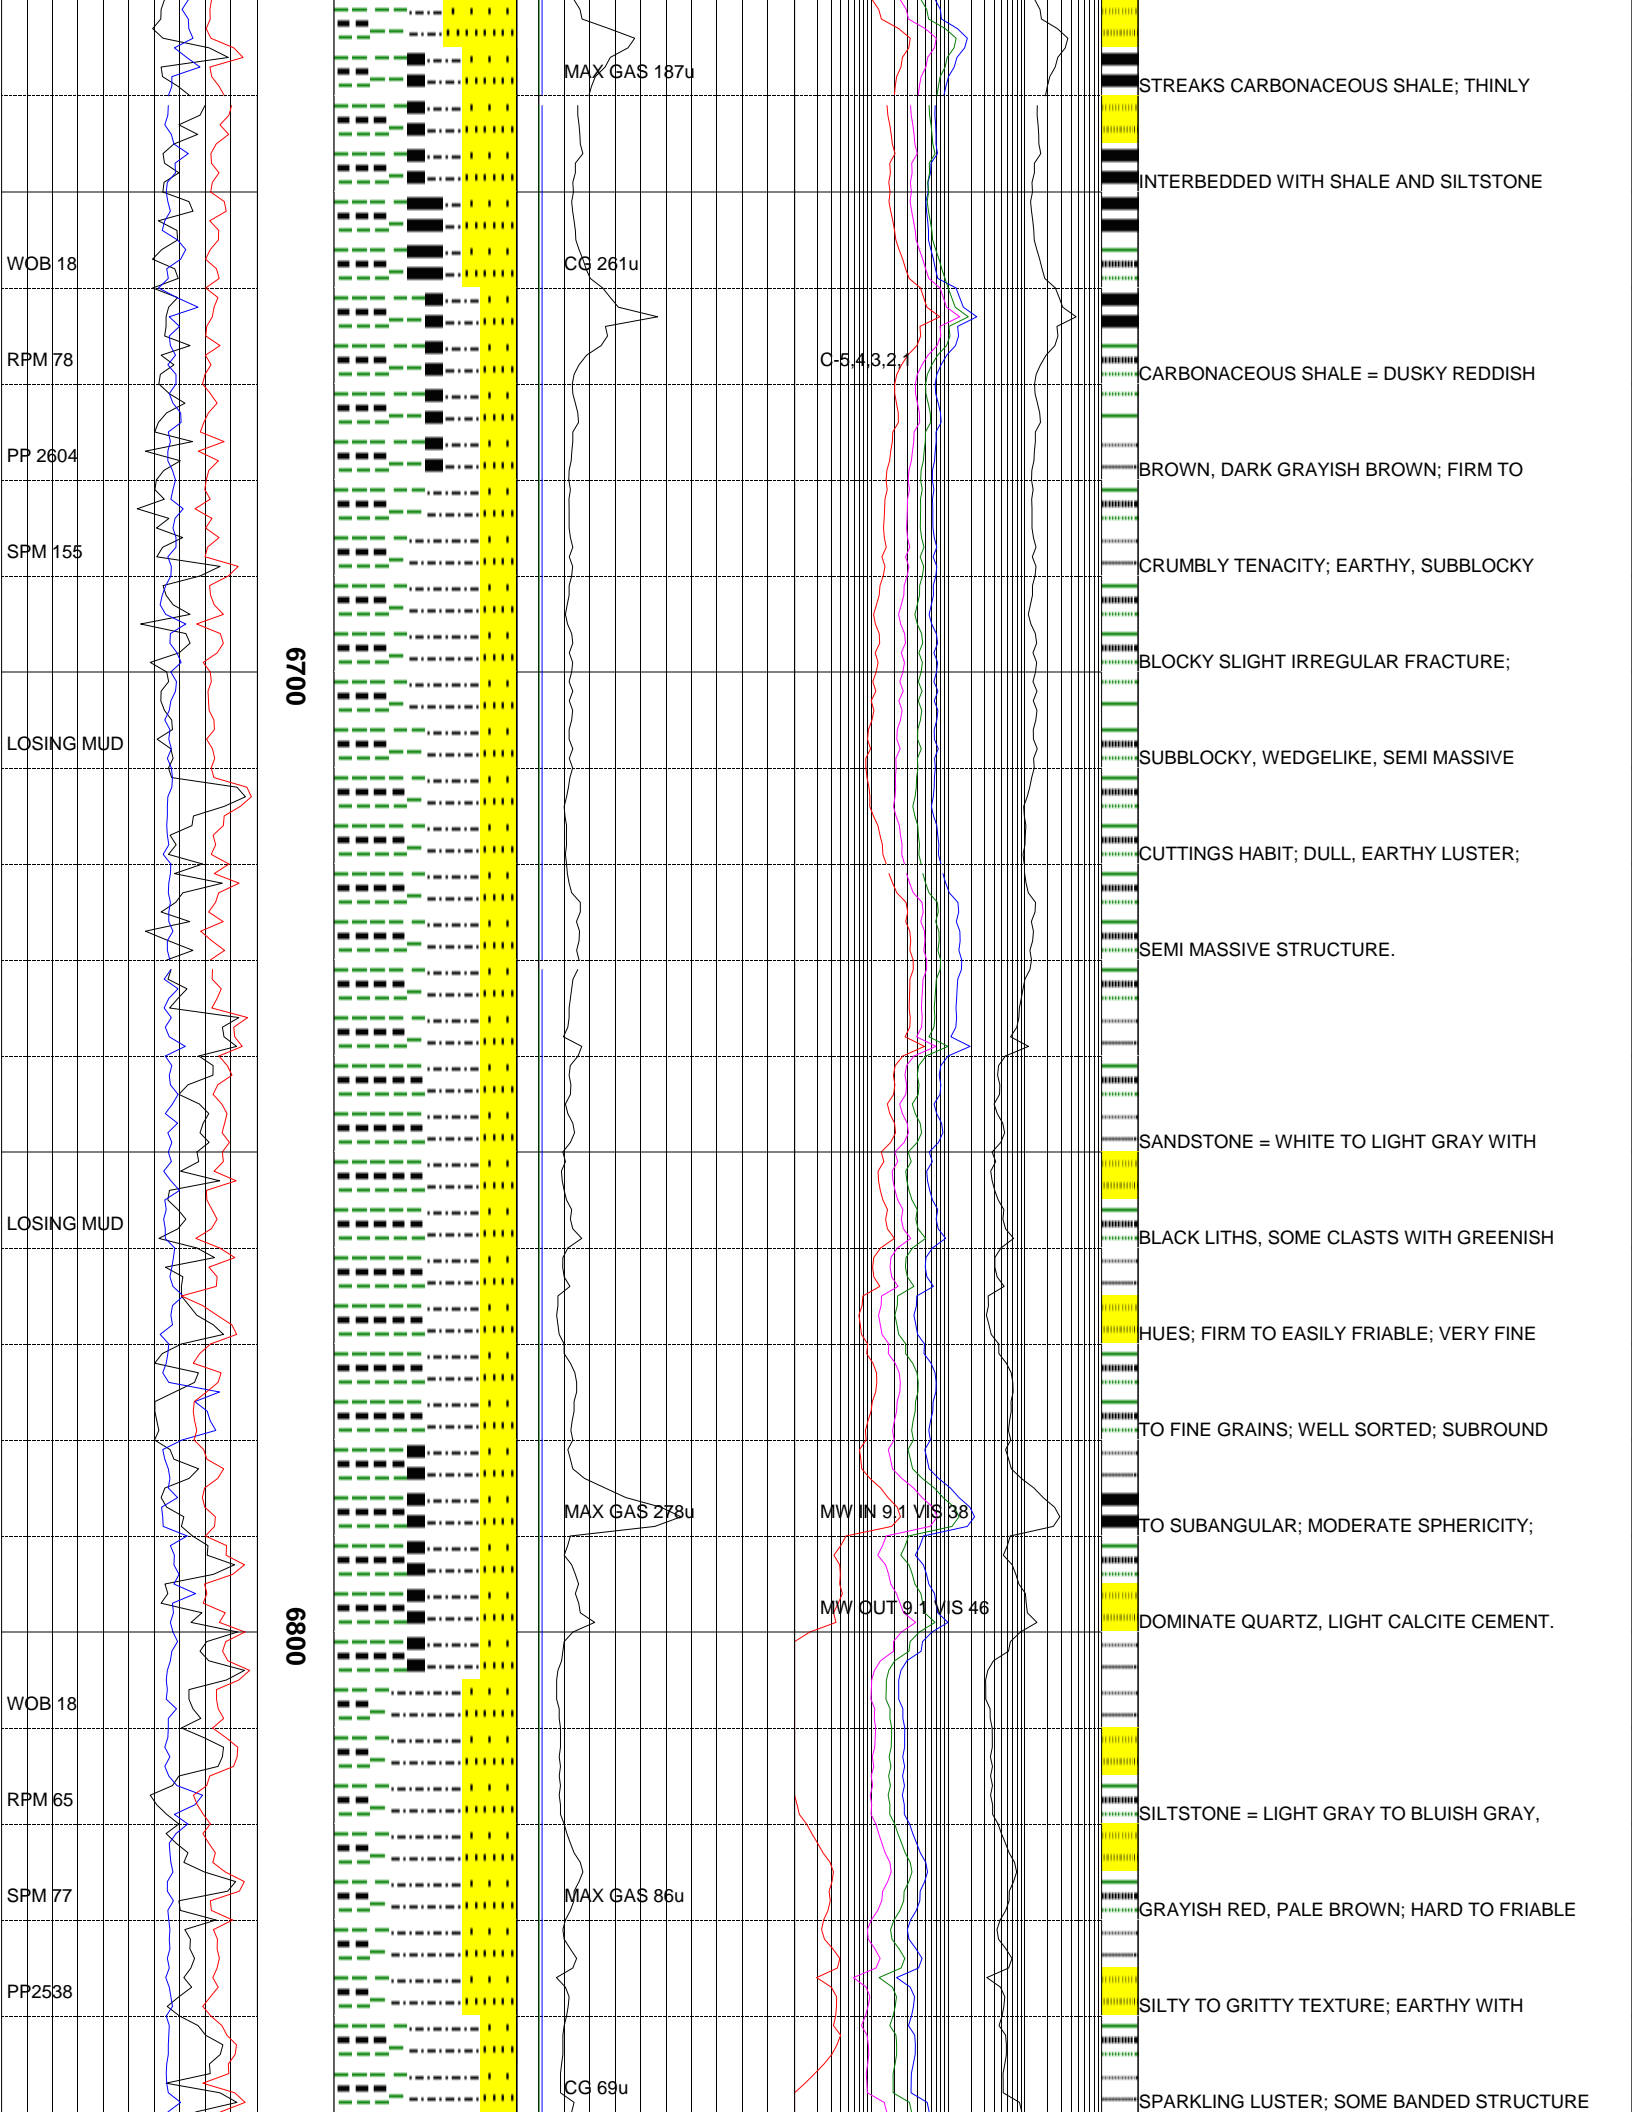 MAX GAS 187u
STREAKS CARBONACEOUS SHALE; THINLY
INTERBEDDED WITH SHALE AND SILTSTONE
WOB 18
CG 261u
RPM 78
C-5,4,3,2,1
CARBONACEOUS SHALE = DUSKY REDDISH
PP 2604
BROWN, DARK GRAYISH BROWN; FIRM TO
SPM 155
CRUMBLY TENACITY; EARTHY, SUBBLOCKY
6700
BLOCKY SLIGHT IRREGULAR FRACTURE;
LOSING MUD
SUBBLOCKY, WEDGELIKE, SEMI MASSIVE
CUTTINGS HABIT; DULL, EARTHY LUSTER;
SEMI MASSIVE STRUCTURE.
SANDSTONE = WHITE TO LIGHT GRAY WITH
LOSING MUD
BLACK LITHS, SOME CLASTS WITH GREENISH
HUES; FIRM TO EASILY FRIABLE; VERY FINE
TO FINE GRAINS; WELL SORTED; SUBROUND
MAX GAS 278u
MW IN 9.1 VIS 38
TO SUBANGULAR; MODERATE SPHERICITY;
MW OUT 9.1 VIS 46
DOMINATE QUARTZ, LIGHT CALCITE CEMENT.
6800
WOB 18
RPM 65
SILTSTONE = LIGHT GRAY TO BLUISH GRAY,
SPM 77
MAX GAS 86u
GRAYISH RED, PALE BROWN; HARD TO FRIABLE
PP2538
SILTY TO GRITTY TEXTURE; EARTHY WITH
CG 69u
SPARKLING LUSTER; SOME BANDED STRUCTURE